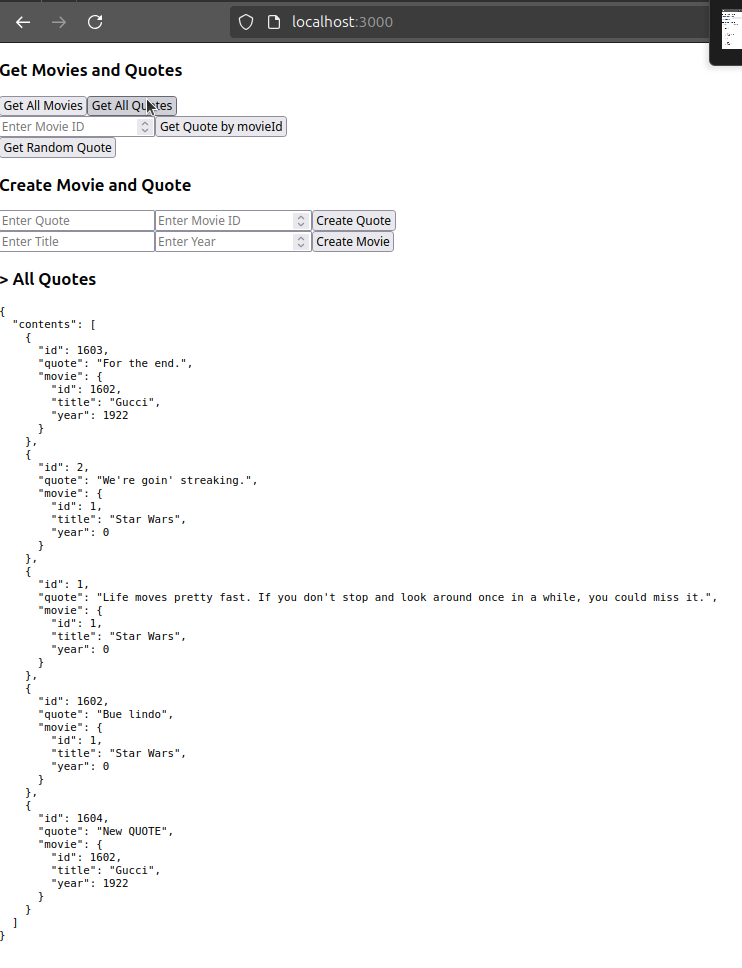 localhost:3000
Get Movies and Quotes
Get All Movies Get All Quotes
Enter Movie ID Get Quote by movieId
Get Random Quote
Create Movie and Quote
Enter Quote Enter Movie ID Create Quote
Enter Title Enter Year Create Movie
> All Quotes
{
  "contents": [
    {
      "id": 1603,
      "quote": "For the end.",
      "movie": {
        "id": 1602,
        "title": "Gucci",
        "year": 1922
      }
    },
    {
      "id": 2,
      "quote": "We're goin' streaking.",
      "movie": {
        "id": 1,
        "title": "Star Wars",
        "year": 0
      }
    },
    {
      "id": 1,
      "quote": "Life moves pretty fast. If you don't stop and look around once in a while, you could miss it.",
      "movie": {
        "id": 1,
        "title": "Star Wars",
        "year": 0
      }
    },
    {
      "id": 1602,
      "quote": "Bue lindo",
      "movie": {
        "id": 1,
        "title": "Star Wars",
        "year": 0
      }
    },
    {
      "id": 1604,
      "quote": "New QUOTE",
      "movie": {
        "id": 1602,
        "title": "Gucci",
        "year": 1922
      }
    }
  ]
}